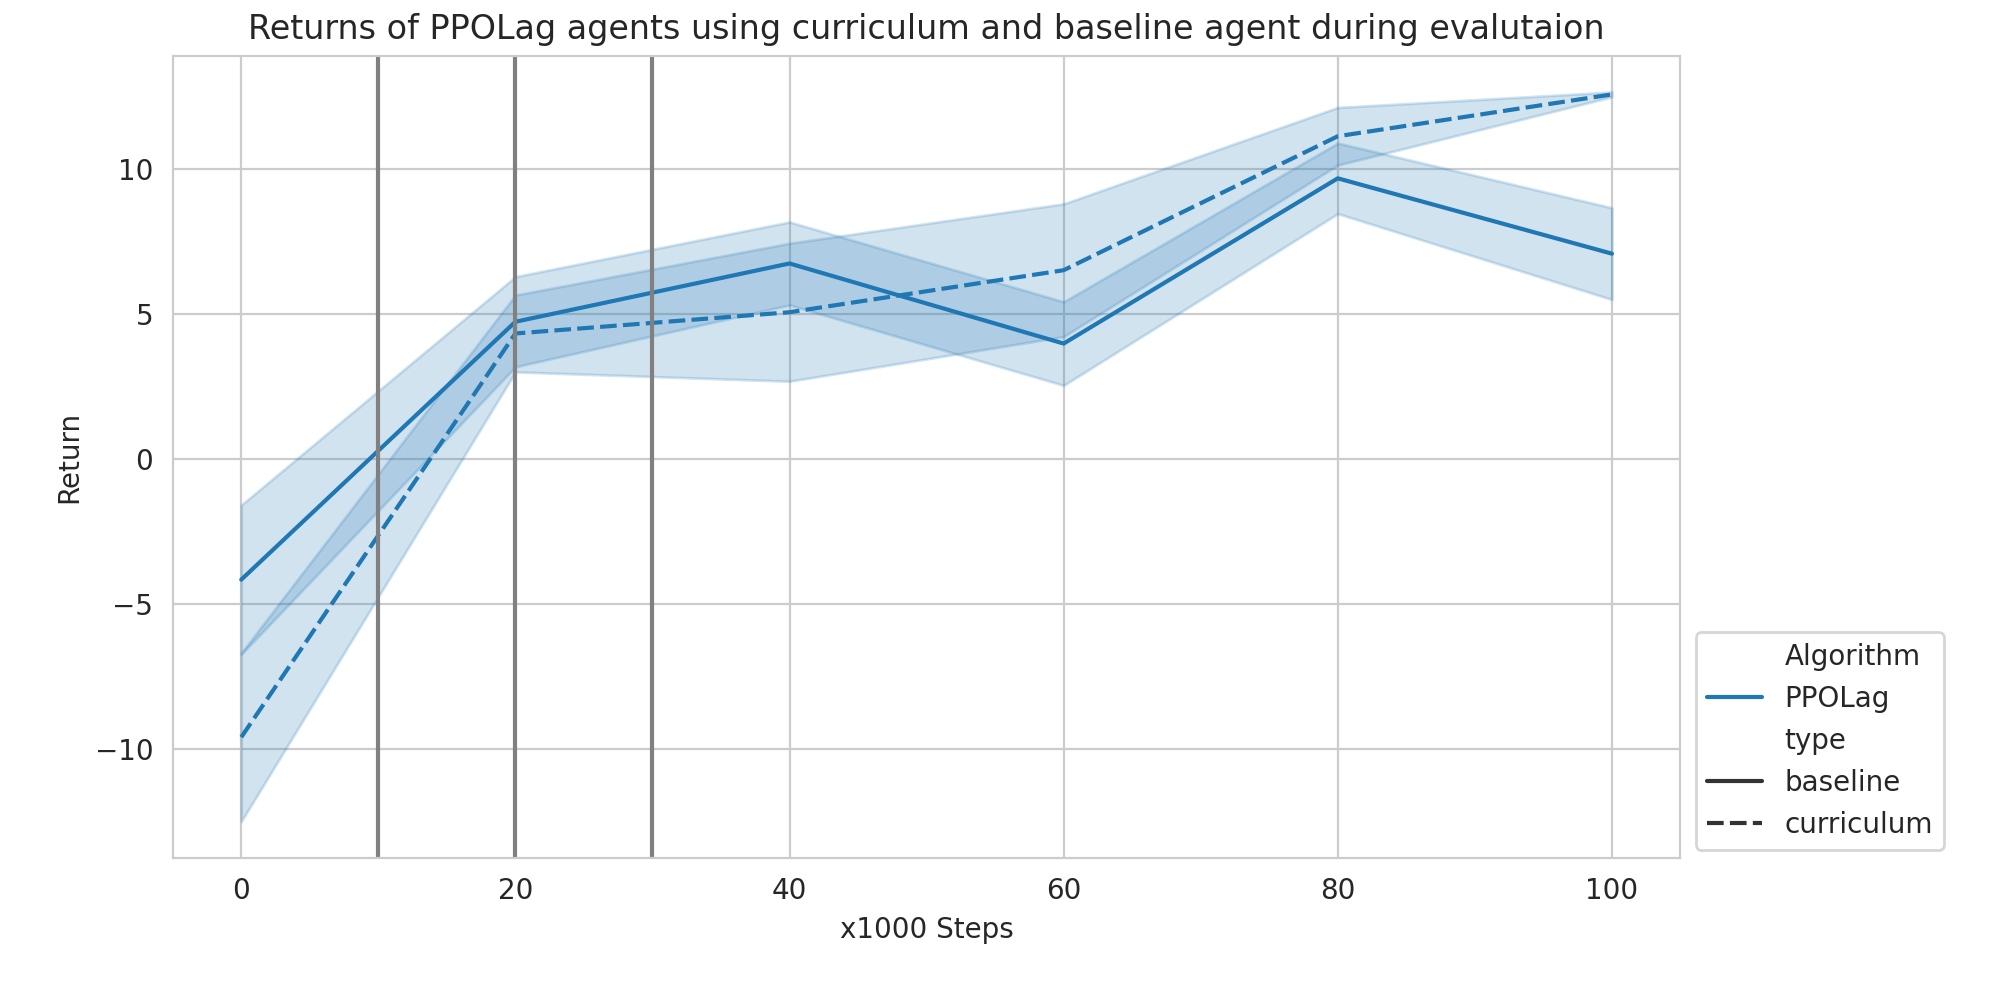 Returns of PPOLag agents using curriculum and baseline agent during evalutaion
Return
10
5
0
−5
−10
0 20 40 60 80 100
x1000 Steps
Algorithm
PPOLag
type
baseline
curriculum